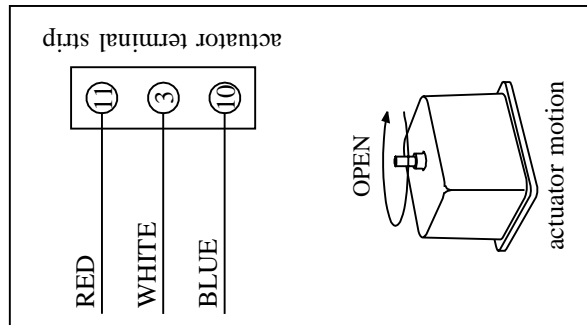 actuator terminal strip
11
3
10
RED
WHITE
BLUE
OPEN
actuator motion